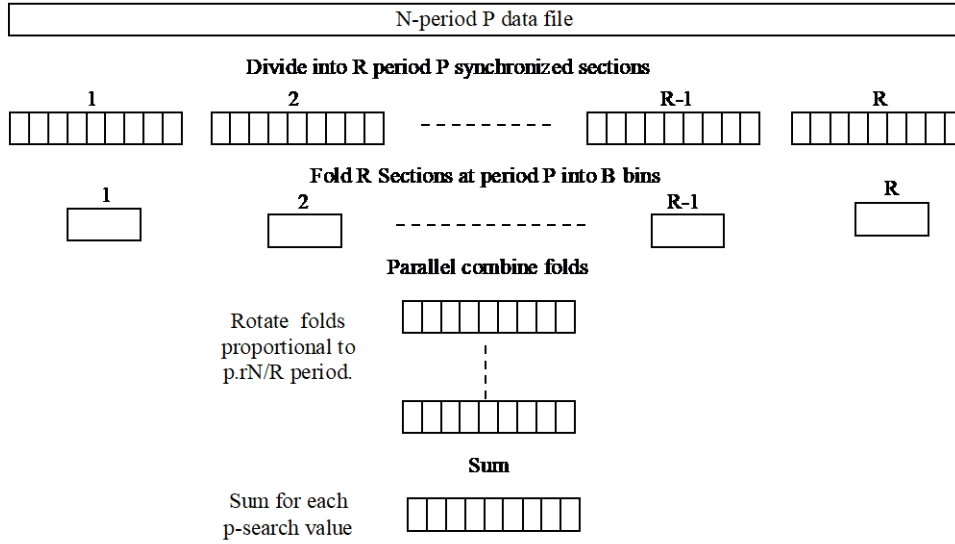 N-period P data file
Divide into R period P synchronized sections
1 2 R-1 R
Fold R Sections at period P into B bins
1 2 R-1 R
Parallel combine folds
Rotate folds
proportional to
p.rN/R period.
Sum
Sum for each
p-search value